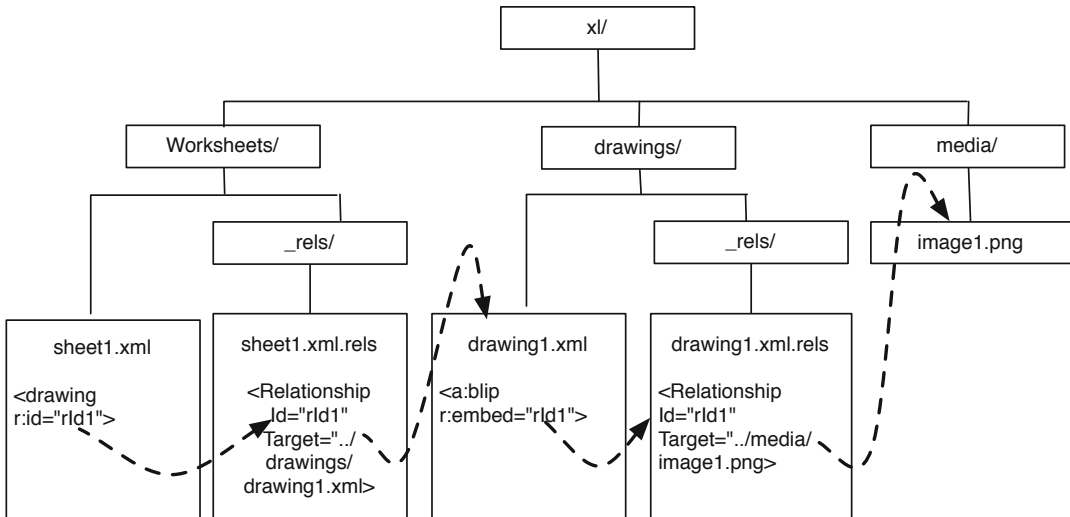 xl/
Worksheets/
drawings/
media/
_rels/
_rels/
image1.png
sheet1.xml
<drawing
r:id="rId1">
sheet1.xml.rels
<Relationship
Id="rId1"
Target="../
drawings/
drawing1.xml>
drawing1.xml
<a:blip
r:embed="rId1">
drawing1.xml.rels
<Relationship
Id="rId1"
Target="../media/
image1.png>